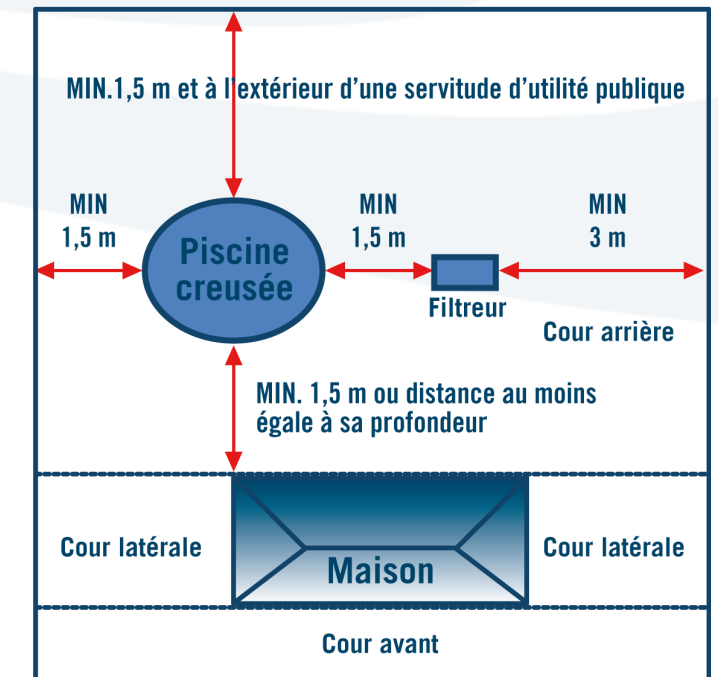 MIN.1,5 m et à l'extérieur d'une servitude d'utilité publique
MIN
1,5 m
MIN
1,5 m
MIN
3 m
Piscine
creusée
Filtreur
Cour arrière
MIN. 1,5 m ou distance au moins
égale à sa profondeur
Cour latérale
Maison
Cour latérale
Cour avant